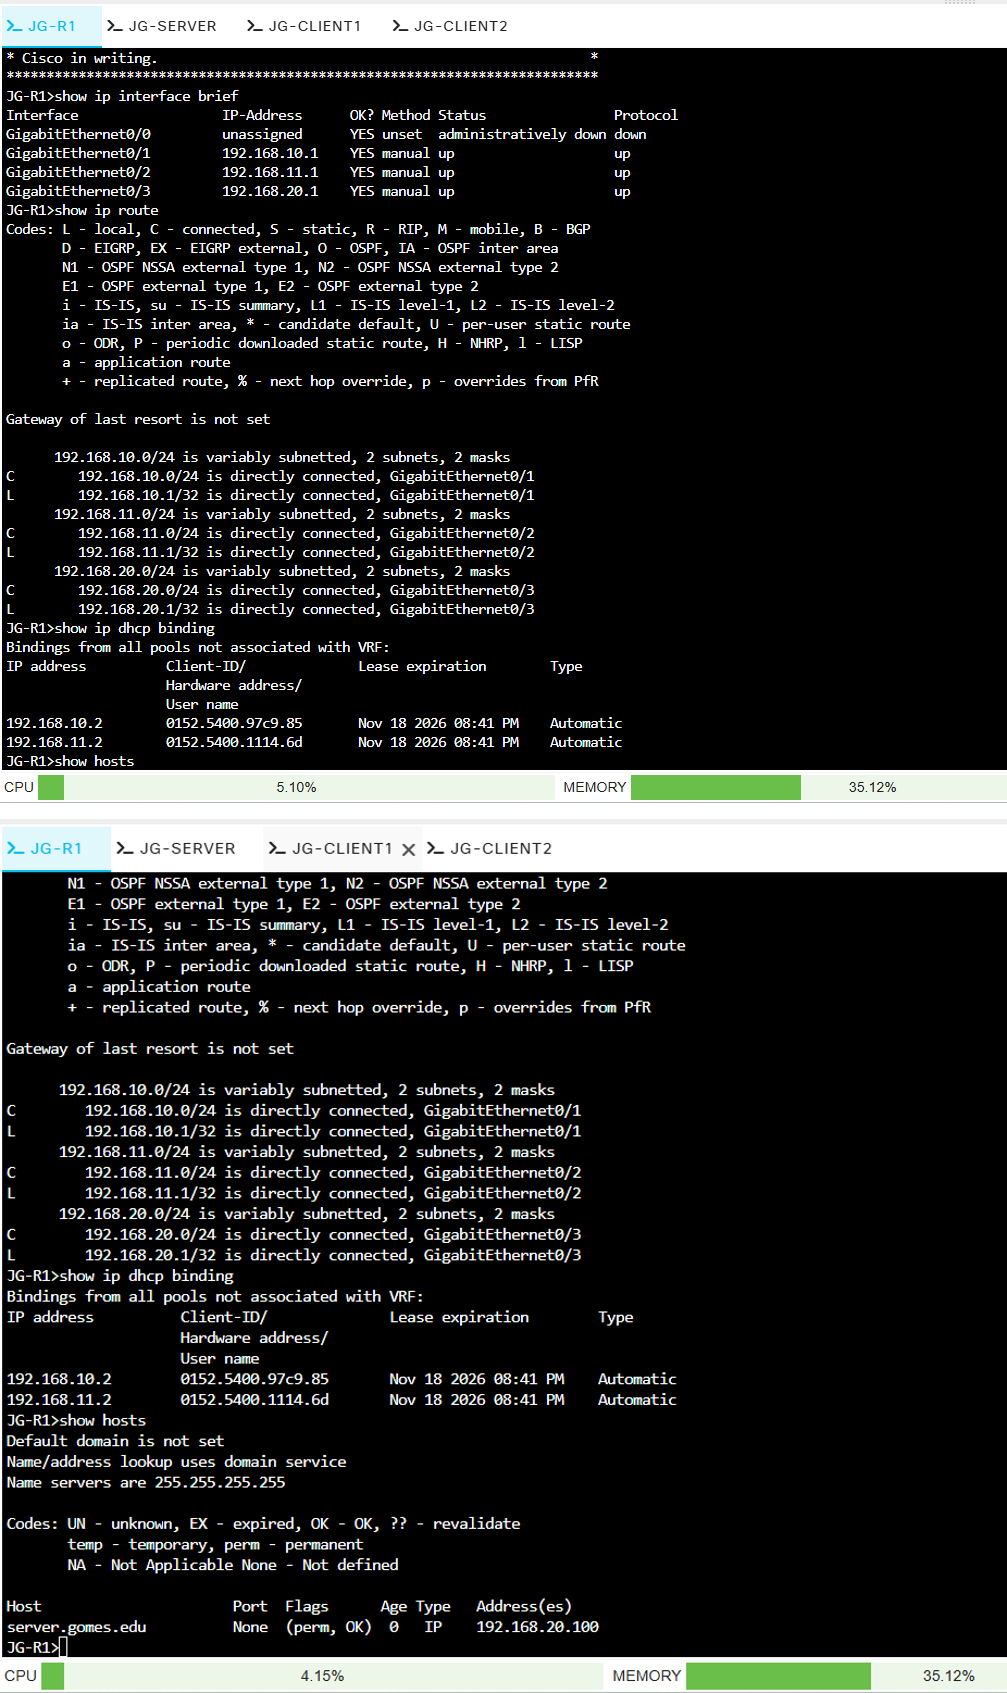 JG-R1 JG-SERVER JG-CLIENT1 JG-CLIENT2
* Cisco in writing. *
**************************************************************************
JG-R1>show ip interface brief
Interface IP-Address OK? Method Status Protocol
GigabitEthernet0/0 unassigned YES unset administratively down down
GigabitEthernet0/1 192.168.10.1 YES manual up up
GigabitEthernet0/2 192.168.11.1 YES manual up up
GigabitEthernet0/3 192.168.20.1 YES manual up up
JG-R1>show ip route
Codes: L - local, C - connected, S - static, R - RIP, M - mobile, B - BGP
D - EIGRP, EX - EIGRP external, O - OSPF, IA - OSPF inter area
N1 - OSPF NSSA external type 1, N2 - OSPF NSSA external type 2
E1 - OSPF external type 1, E2 - OSPF external type 2
i - IS-IS, su - IS-IS summary, L1 - IS-IS level-1, L2 - IS-IS level-2
ia - IS-IS inter area, * - candidate default, U - per-user static route
o - ODR, P - periodic downloaded static route, H - NHRP, l - LISP
a - application route
+ - replicated route, % - next hop override, p - overrides from PfR
Gateway of last resort is not set
192.168.10.0/24 is variably subnetted, 2 subnets, 2 masks
C 192.168.10.0/24 is directly connected, GigabitEthernet0/1
L 192.168.10.1/32 is directly connected, GigabitEthernet0/1
192.168.11.0/24 is variably subnetted, 2 subnets, 2 masks
C 192.168.11.0/24 is directly connected, GigabitEthernet0/2
L 192.168.11.1/32 is directly connected, GigabitEthernet0/2
192.168.20.0/24 is variably subnetted, 2 subnets, 2 masks
C 192.168.20.0/24 is directly connected, GigabitEthernet0/3
L 192.168.20.1/32 is directly connected, GigabitEthernet0/3
JG-R1>show ip dhcp binding
Bindings from all pools not associated with VRF:
IP address Client-ID/ Lease expiration Type
Hardware address/
User name
192.168.10.2 0152.5400.97c9.85 Nov 18 2026 08:41 PM Automatic
192.168.11.2 0152.5400.1114.6d Nov 18 2026 08:41 PM Automatic
JG-R1>show hosts
CPU 5.10% MEMORY 35.12%
JG-R1 JG-SERVER JG-CLIENT1 JG-CLIENT2
N1 - OSPF NSSA external type 1, N2 - OSPF NSSA external type 2
E1 - OSPF external type 1, E2 - OSPF external type 2
i - IS-IS, su - IS-IS summary, L1 - IS-IS level-1, L2 - IS-IS level-2
ia - IS-IS inter area, * - candidate default, U - per-user static route
o - ODR, P - periodic downloaded static route, H - NHRP, l - LISP
a - application route
+ - replicated route, % - next hop override, p - overrides from PfR
Gateway of last resort is not set
192.168.10.0/24 is variably subnetted, 2 subnets, 2 masks
C 192.168.10.0/24 is directly connected, GigabitEthernet0/1
L 192.168.10.1/32 is directly connected, GigabitEthernet0/1
192.168.11.0/24 is variably subnetted, 2 subnets, 2 masks
C 192.168.11.0/24 is directly connected, GigabitEthernet0/2
L 192.168.11.1/32 is directly connected, GigabitEthernet0/2
192.168.20.0/24 is variably subnetted, 2 subnets, 2 masks
C 192.168.20.0/24 is directly connected, GigabitEthernet0/3
L 192.168.20.1/32 is directly connected, GigabitEthernet0/3
JG-R1>show ip dhcp binding
Bindings from all pools not associated with VRF:
IP address Client-ID/ Lease expiration Type
Hardware address/
User name
192.168.10.2 0152.5400.97c9.85 Nov 18 2026 08:41 PM Automatic
192.168.11.2 0152.5400.1114.6d Nov 18 2026 08:41 PM Automatic
JG-R1>show hosts
Default domain is not set
Name/address lookup uses domain service
Name servers are 255.255.255.255
Codes: UN - unknown, EX - expired, OK - OK, ?? - revalidate
temp - temporary, perm - permanent
NA - Not Applicable None - Not defined
Host Port Flags Age Type Address(es)
server.gomes.edu None (perm, OK) 0 IP 192.168.20.100
JG-R1>
CPU 4.15% MEMORY 35.12%